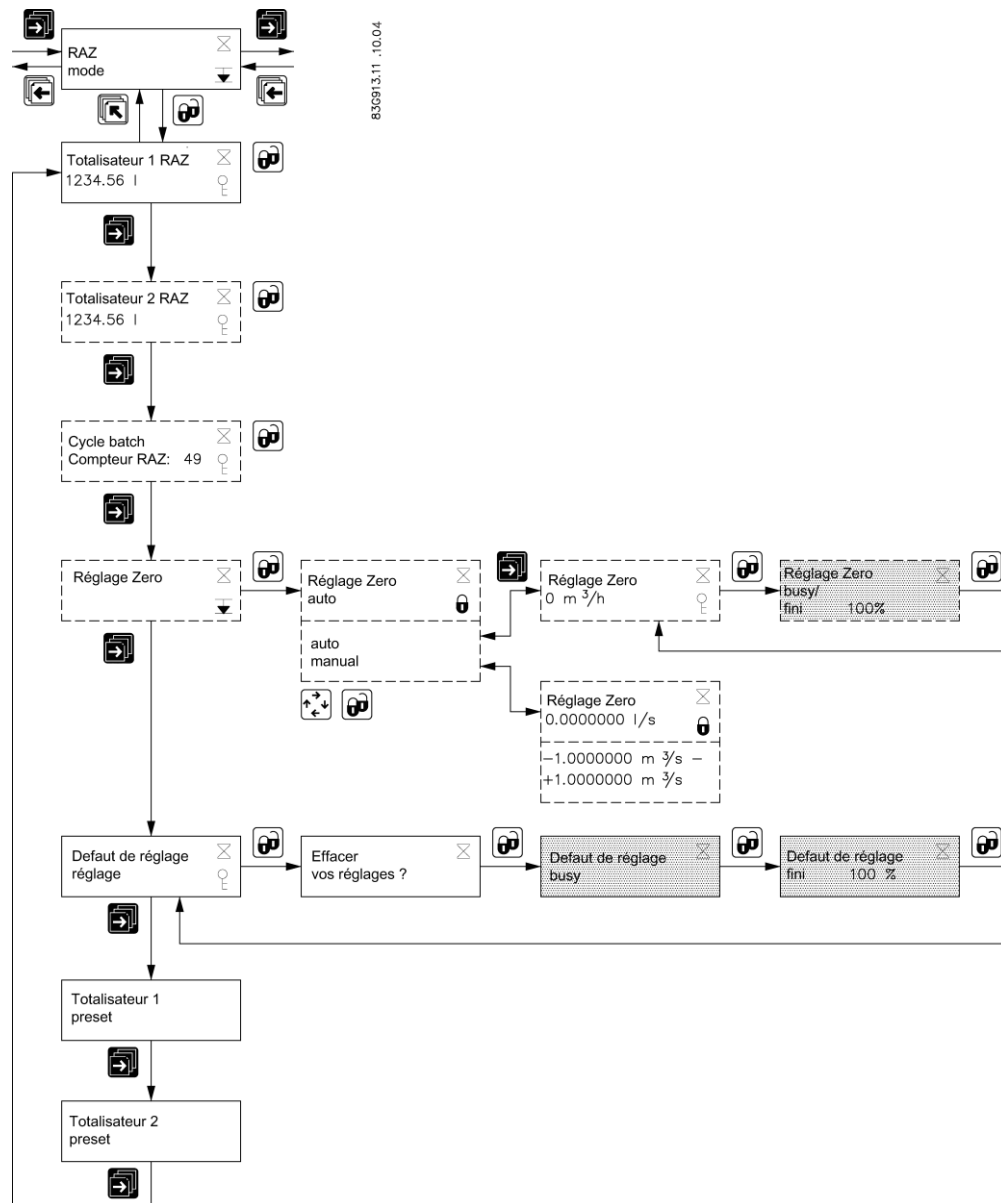 RAZ
mode
83G913.11 .10.04
Totalisateur 1 RAZ
1234.56 l
Totalisateur 2 RAZ
1234.56 l
Cycle batch
Compteur RAZ: 49
Réglage Zero
Réglage Zero
auto
auto
manual
Réglage Zero
0 m³/h
Réglage Zero
busy/
fini 100%
Réglage Zero
0.0000000 l/s
−1.0000000 m³/s −
+1.0000000 m³/s
Defaut de réglage
réglage
Effacer
vos réglages ?
Defaut de réglage
busy
Defaut de réglage
fini 100 %
Totalisateur 1
preset
Totalisateur 2
preset